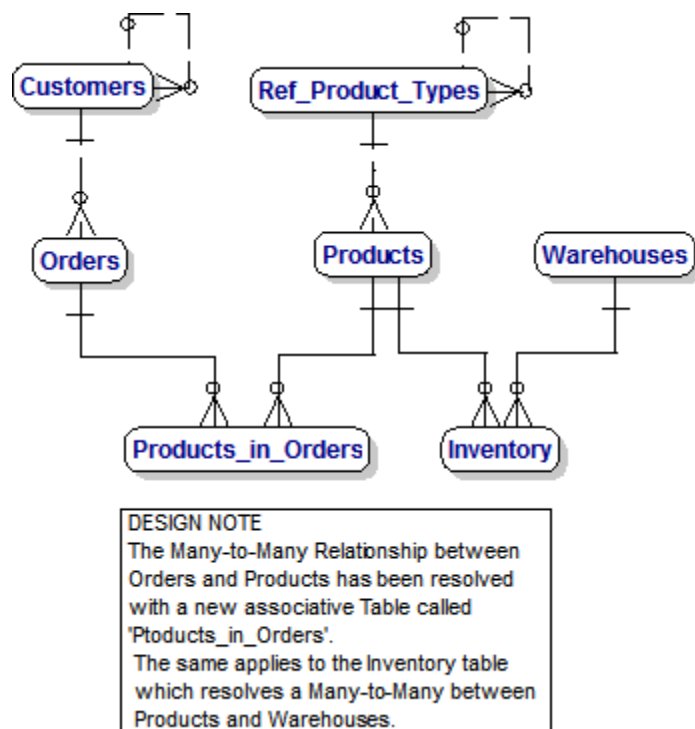 Customers
Ref_Product_Types
Orders
Products
Warehouses
Products_in_Orders
Inventory
DESIGN NOTE
The Many-to-Many Relationship between
Orders and Products has been resolved
with a new associative Table called
'Ptoducts_in_Orders'.
The same applies to the Inventory table
which resolves a Many-to-Many between
Products and Warehouses.